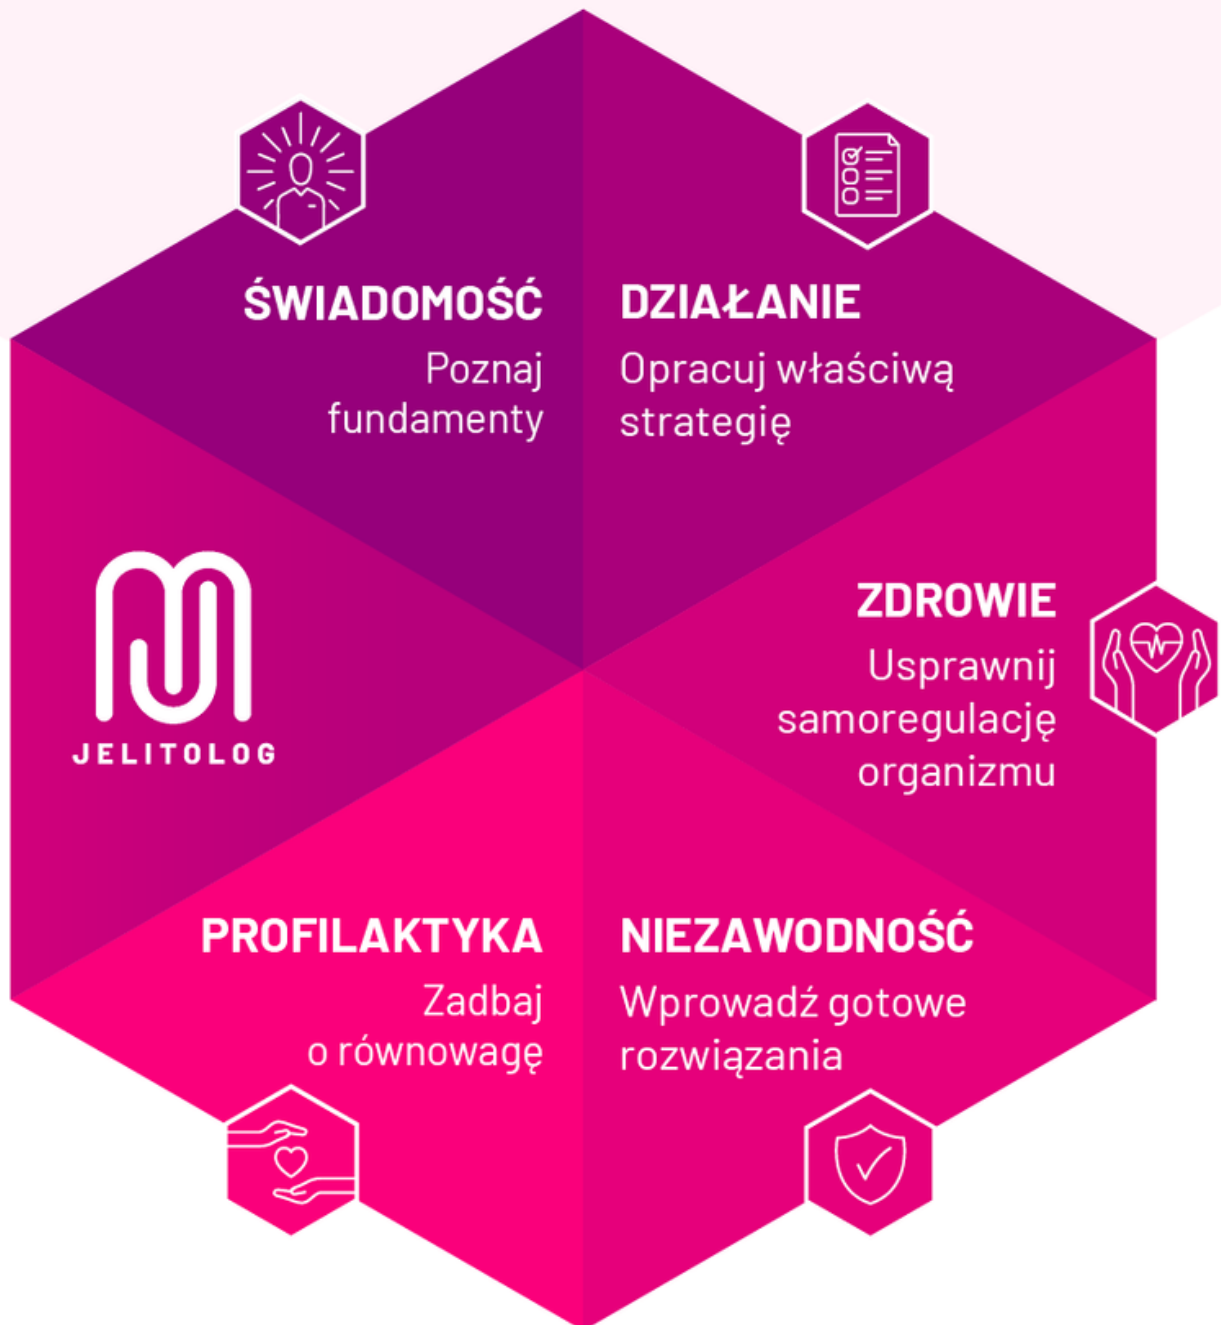 ŚWIADOMOŚĆ
Poznaj
fundamenty
DZIAŁANIE
Opracuj właściwą
strategię
JELITOLOG
ZDROWIE
Usprawnij
samoregulację
organizmu
PROFILAKTYKA
Zadbaj
o równowagę
NIEZAWODNOŚĆ
Wprowadź gotowe
rozwiązania